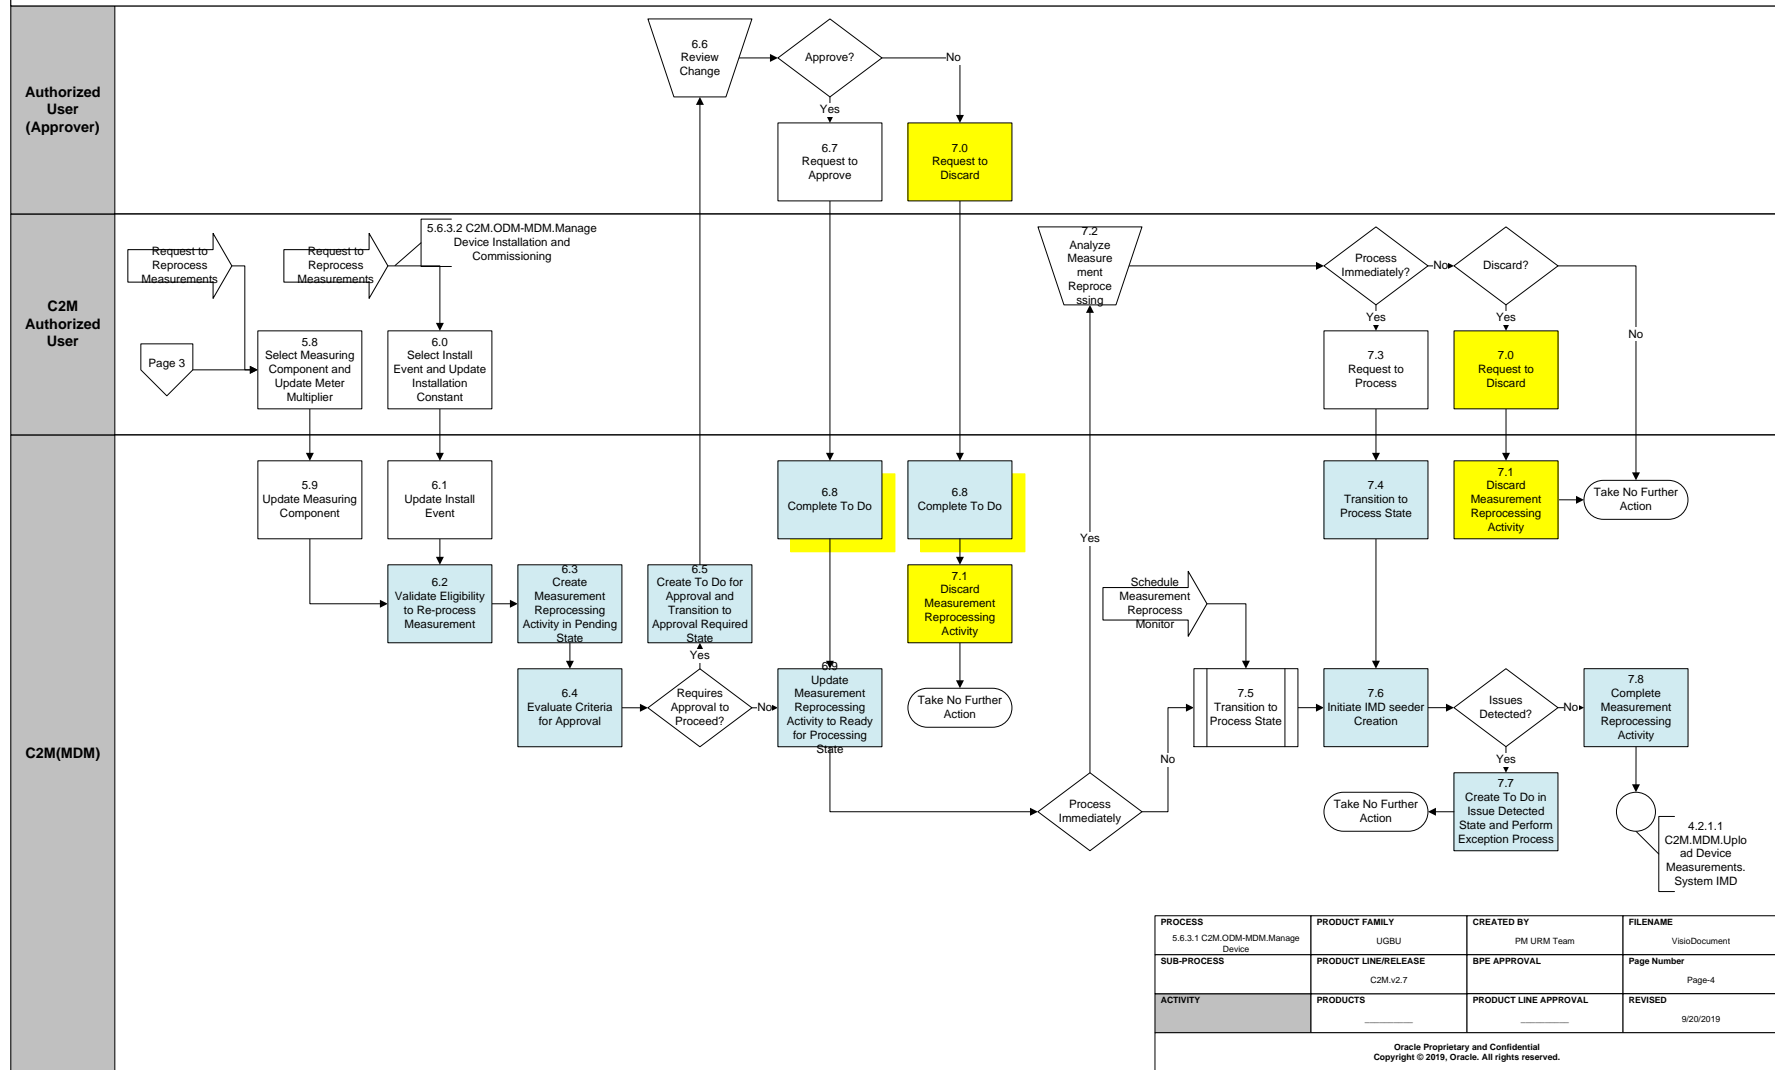 Authorized
User
(Approver)
6.6
Review
Change
Approve?
No
Yes
6.7
Request to
Approve
7.0
Request to
Discard
C2M
Authorized
User
Request to
Reprocess
Measurements
Request to
Reprocess
Measurements
5.6.3.2 C2M.ODM-MDM.Manage
Device Installation and
Commissioning
Page 3
5.8
Select Measuring
Component and
Update Meter
Multiplier
6.0
Select Install
Event and Update
Installation
Constant
7.2
Analyze
Measure
ment
Reproce
ssing
Process
Immediately?
No
Discard?
Yes
Yes
No
7.3
Request to
Process
7.0
Request to
Discard
C2M(MDM)
5.9
Update Measuring
Component
6.1
Update Install
Event
6.8
Complete To Do
6.8
Complete To Do
7.4
Transition to
Process State
7.1
Discard
Measurement
Reprocessing
Activity
Take No Further
Action
Yes
6.2
Validate Eligibility
to Re-process
Measurement
6.3
Create
Measurement
Reprocessing
Activity in Pending
State
6.5
Create To Do for
Approval and
Transition to
Approval Required
State
7.1
Discard
Measurement
Reprocessing
Activity
Schedule
Measurement
Reprocess
Monitor
Yes
6.4
Evaluate Criteria
for Approval
Requires
Approval to
Proceed?
No
6.9
Update
Measurement
Reprocessing
Activity to Ready
for Processing
State
Take No Further
Action
7.5
Transition to
Process State
7.6
Initiate IMD seeder
Creation
Issues
Detected?
No
7.8
Complete
Measurement
Reprocessing
Activity
No
Yes
Process
Immediately
Take No Further
Action
7.7
Create To Do in
Issue Detected
State and Perform
Exception Process
4.2.1.1
C2M.MDM.Uplo
ad Device
Measurements.
System IMD
PROCESS
5.6.3.1 C2M.ODM-MDM.Manage
Device
PRODUCT FAMILY
UGBU
CREATED BY
PM URM Team
FILENAME
VisioDocument
SUB-PROCESS
PRODUCT LINE/RELEASE
C2M.v2.7
BPE APPROVAL
Page Number
Page-4
ACTIVITY
PRODUCTS
PRODUCT LINE APPROVAL
REVISED
9/20/2019
Oracle Proprietary and Confidential
Copyright © 2019, Oracle. All rights reserved.